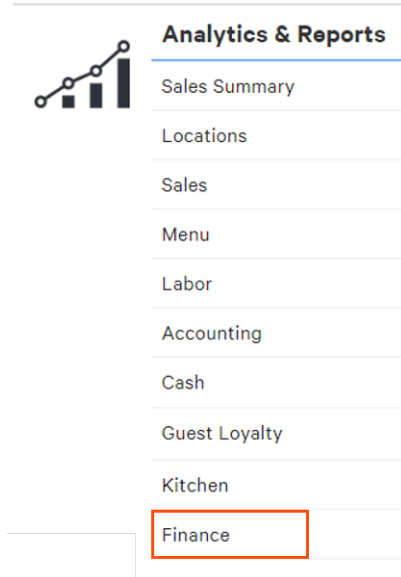 Analytics & Reports
Sales Summary
Locations
Sales
Menu
Labor
Accounting
Cash
Guest Loyalty
Kitchen
Finance